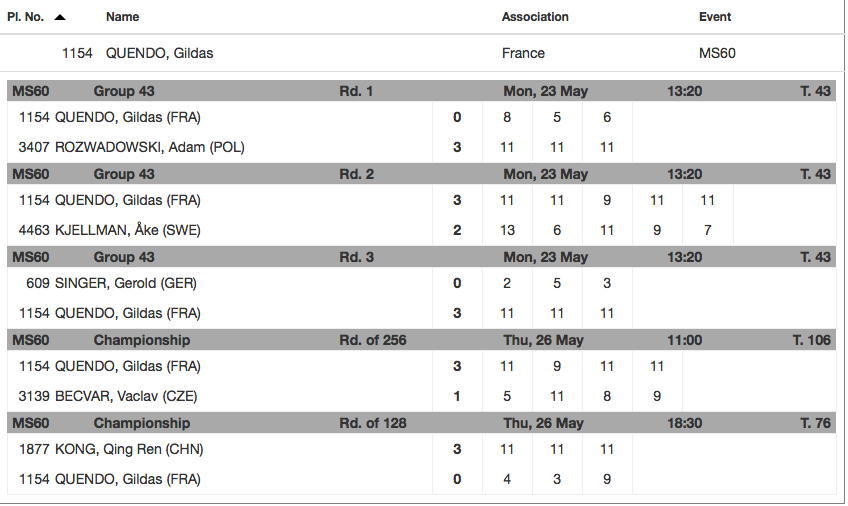 Pl. No. Name Association Event
1154 QUENDO, Gildas France MS60
MS60 Group 43 Rd. 1 Mon, 23 May 13:20 T. 43
1154 QUENDO, Gildas (FRA) 0 8 5 6
3407 ROZWADOWSKI, Adam (POL) 3 11 11 11
MS60 Group 43 Rd. 2 Mon, 23 May 13:20 T. 43
1154 QUENDO, Gildas (FRA) 3 11 11 9 11 11
4463 KJELLMAN, Åke (SWE) 2 13 6 11 9 7
MS60 Group 43 Rd. 3 Mon, 23 May 13:20 T. 43
609 SINGER, Gerold (GER) 0 2 5 3
1154 QUENDO, Gildas (FRA) 3 11 11 11
MS60 Championship Rd. of 256 Thu, 26 May 11:00 T. 106
1154 QUENDO, Gildas (FRA) 3 11 9 11 11
3139 BECVAR, Vaclav (CZE) 1 5 11 8 9
MS60 Championship Rd. of 128 Thu, 26 May 18:30 T. 76
1877 KONG, Qing Ren (CHN) 3 11 11 11
1154 QUENDO, Gildas (FRA) 0 4 3 9